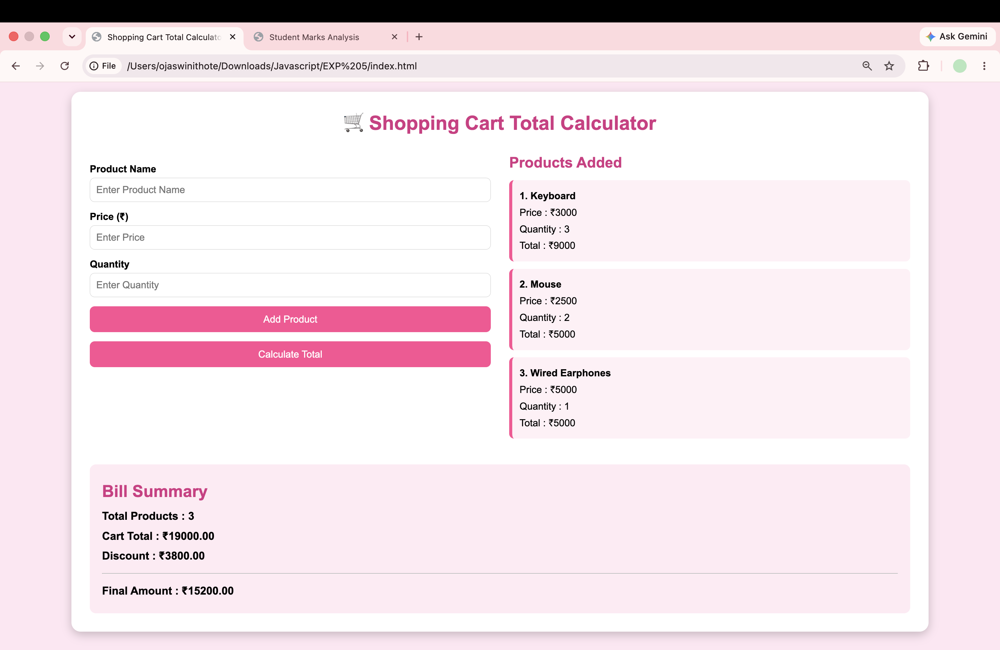 Shopping Cart Total Calculato
Student Marks Analysis
Ask Gemini
File
/Users/ojaswinithote/Downloads/Javascript/EXP%205/index.html
Shopping Cart Total Calculator
Product Name
Enter Product Name
Price (₹)
Enter Price
Quantity
Enter Quantity
Add Product
Calculate Total
Products Added
1. Keyboard
Price : ₹3000
Quantity : 3
Total : ₹9000
2. Mouse
Price : ₹2500
Quantity : 2
Total : ₹5000
3. Wired Earphones
Price : ₹5000
Quantity : 1
Total : ₹5000
Bill Summary
Total Products : 3
Cart Total : ₹19000.00
Discount : ₹3800.00
Final Amount : ₹15200.00